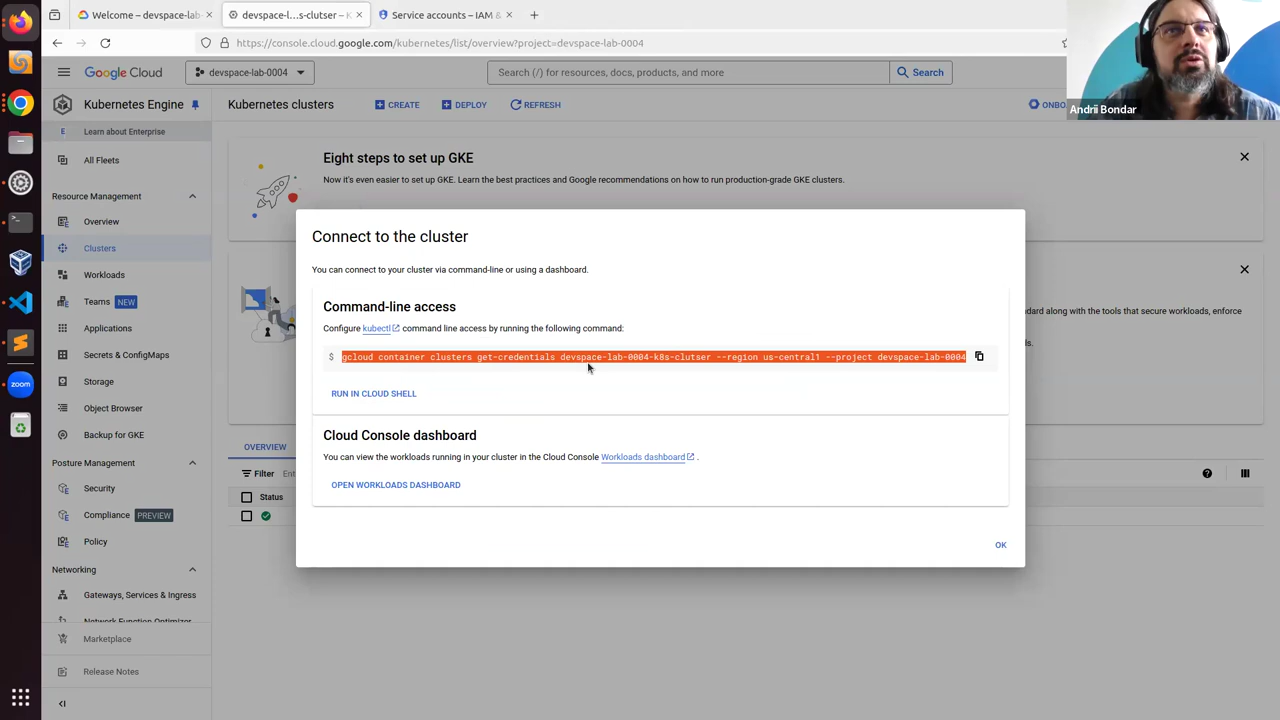 Welcome – devspace-lab
devspace-l...s-clutser – K
Service accounts – IAM &
https://console.cloud.google.com/kubernetes/list/overview?project=devspace-lab-0004
Google Cloud
devspace-lab-0004
Search (/) for resources, docs, products, and more
Search
Andrii Bondar
Kubernetes Engine
Kubernetes clusters
CREATE
DEPLOY
REFRESH
ONBO
Learn about Enterprise
All Fleets
Resource Management
Overview
Clusters
Workloads
Teams NEW
Applications
Secrets & ConfigMaps
Storage
Object Browser
Backup for GKE
Posture Management
Security
Compliance PREVIEW
Policy
Networking
Gateways, Services & Ingress
Network Function Optimizer
Marketplace
Release Notes
Eight steps to set up GKE
Now it's even easier to set up GKE. Learn the best practices and Google recommendations on how to run production-grade GKE clusters.
dard along with the tools that secure workloads, enforce
ds.
OVERVIEW
Filter Ente
Status
Connect to the cluster
You can connect to your cluster via command-line or using a dashboard.
Command-line access
Configure kubectl command line access by running the following command:
$ gcloud container clusters get-credentials devspace-lab-0004-k8s-clutser --region us-central1 --project devspace-lab-0004
RUN IN CLOUD SHELL
Cloud Console dashboard
You can view the workloads running in your cluster in the Cloud Console Workloads dashboard .
OPEN WORKLOADS DASHBOARD
OK
zoom